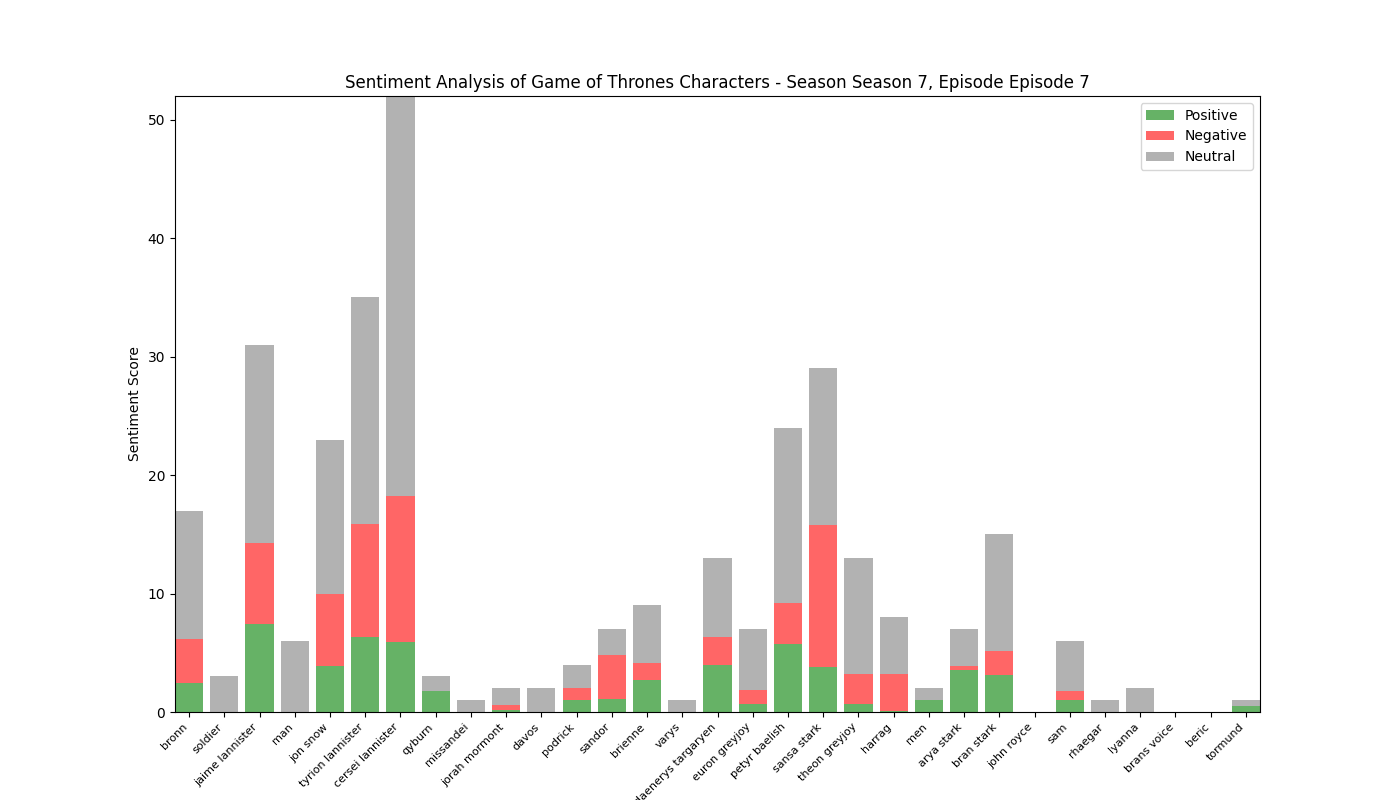 Sentiment Analysis of Game of Thrones Characters - Season Season 7, Episode Episode 7
Positive
Negative
Neutral
Sentiment Score
50
40
30
20
10
0
bronn
soldier
jaime lannister
man
jon snow
tyrion lannister
cersei lannister
qyburn
missandei
jorah mormont
davos
podrick
sandor
brienne
varys
daenerys targaryen
euron greyjoy
petyr baelish
sansa stark
theon greyjoy
harrag
men
arya stark
bran stark
john royce
sam
rhaegar
lyanna
brans voice
beric
tormund